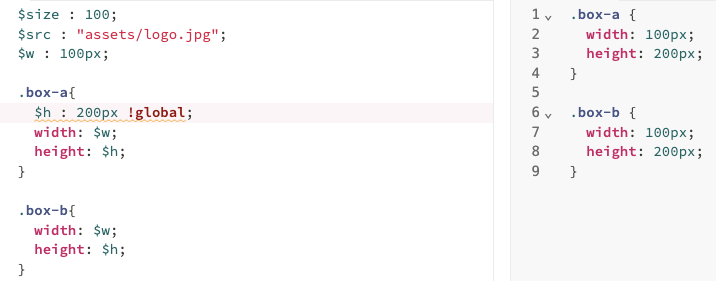 $size : 100;
$src : "assets/logo.jpg";
$w : 100px;

.box-a{
  $h : 200px !global;
  width: $w;
  height: $h;
}

.box-b{
  width: $w;
  height: $h;
}

1 .box-a {
2   width: 100px;
3   height: 200px;
4 }
5
6 .box-b {
7   width: 100px;
8   height: 200px;
9 }